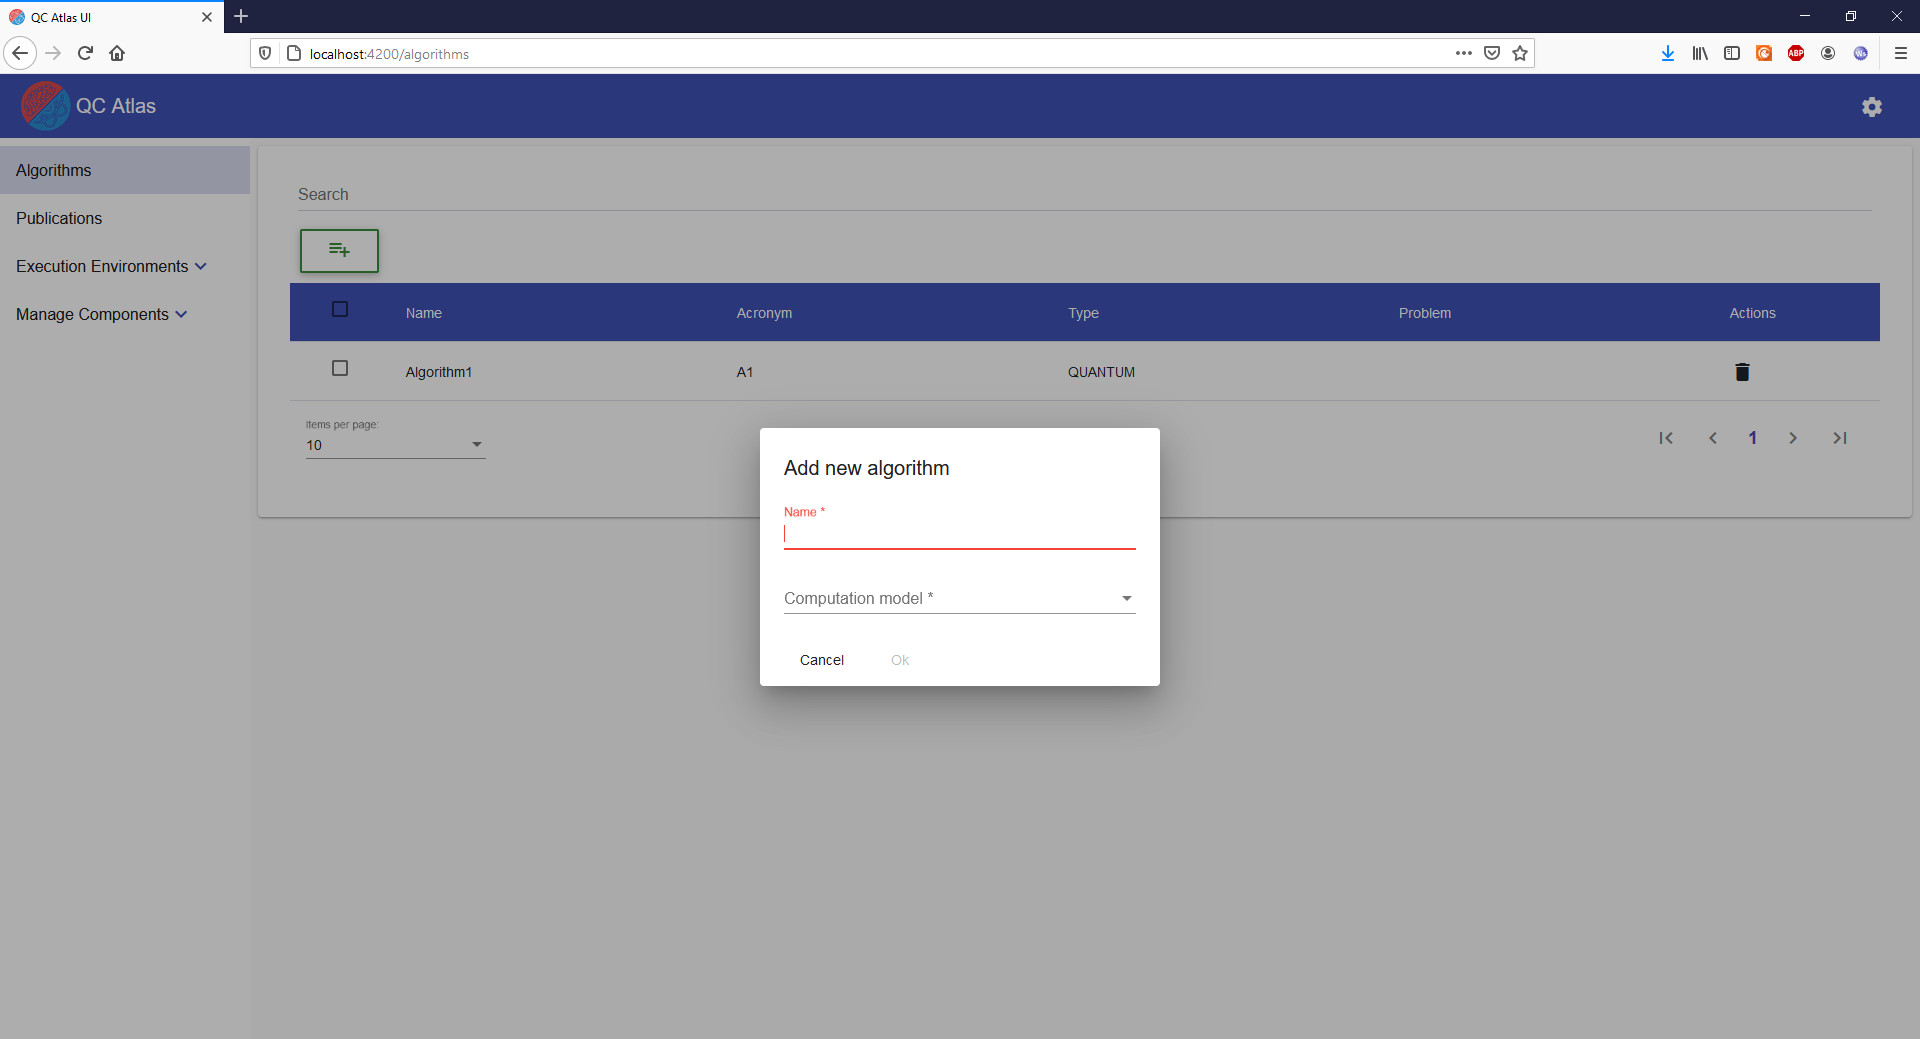 QC Atlas UI
localhost:4200/algorithms
ABP
QC Atlas
Algorithms
Publications
Execution Environments
Manage Components
Search
Name Acronym Type Problem Actions
Algorithm1 A1 QUANTUM
Items per page:
10
1
Add new algorithm
Name *
Computation model *
Cancel Ok